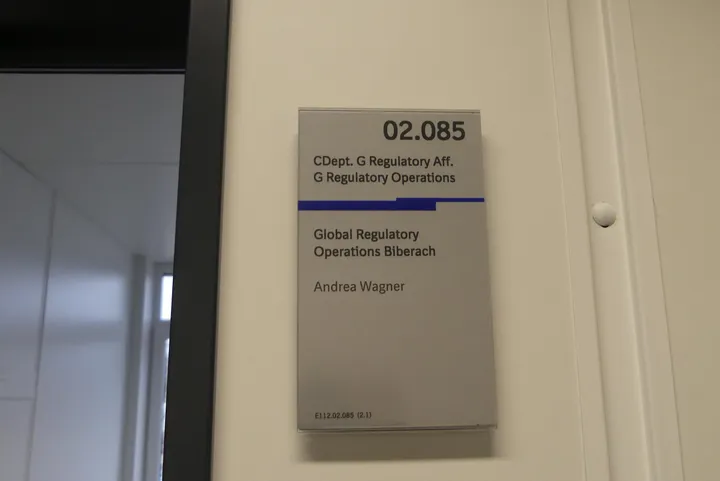 02.085
CDept. G Regulatory Aff.
G Regulatory Operations
Global Regulatory
Operations Biberach
Andrea Wagner
E112.02.085 (2.1)